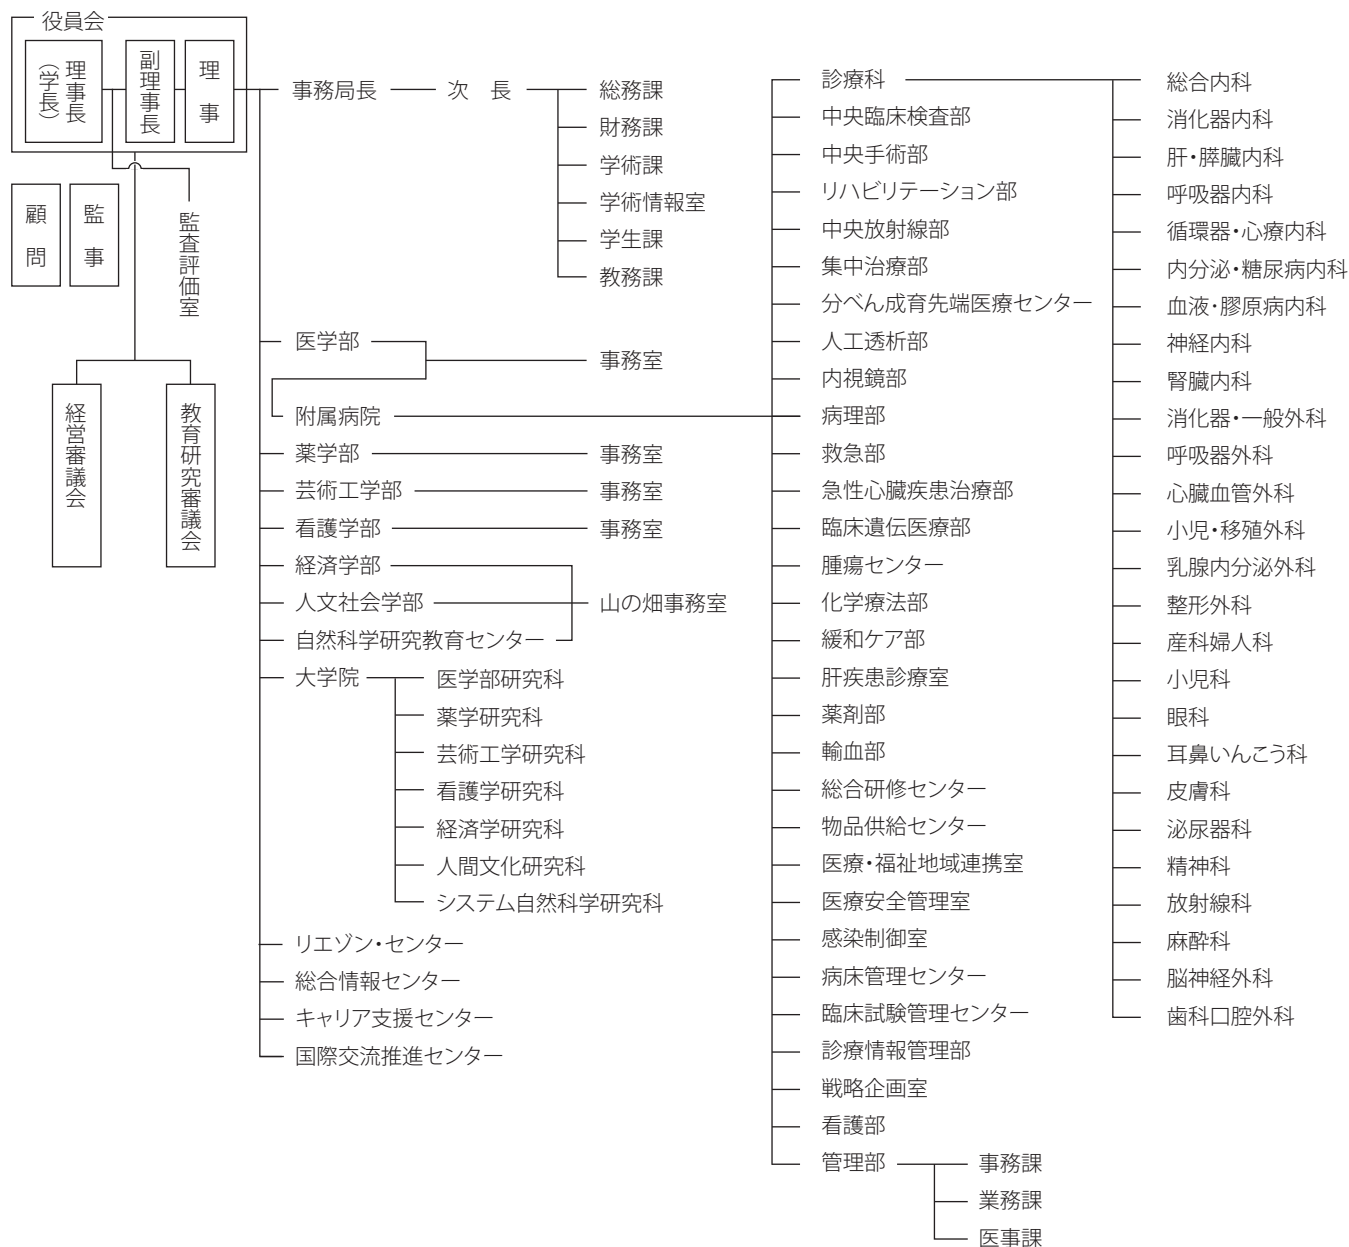 役員会
理事長
（学長）
副理事長
理事
顧問
監事
監査評価室
経営審議会
教育研究審議会
事務局長
次 長
総務課
財務課
学術課
学術情報室
学生課
教務課
医学部
事務室
附属病院
薬学部
事務室
芸術工学部
事務室
看護学部
事務室
経済学部
人文社会学部
山の畑事務室
自然科学研究教育センター
大学院
医学部研究科
薬学研究科
芸術工学研究科
看護学研究科
経済学研究科
人間文化研究科
システム自然科学研究科
リエゾン・センター
総合情報センター
キャリア支援センター
国際交流推進センター
診療科
中央臨床検査部
中央手術部
リハビリテーション部
中央放射線部
集中治療部
分べん成育先端医療センター
人工透析部
内視鏡部
病理部
救急部
急性心臓疾患治療部
臨床遺伝医療部
腫瘍センター
化学療法部
緩和ケア部
肝疾患診療室
薬剤部
輸血部
総合研修センター
物品供給センター
医療・福祉地域連携室
医療安全管理室
感染制御室
病床管理センター
臨床試験管理センター
診療情報管理部
戦略企画室
看護部
管理部
事務課
業務課
医事課
総合内科
消化器内科
肝・膵臓内科
呼吸器内科
循環器・心療内科
内分泌・糖尿病内科
血液・膠原病内科
神経内科
腎臓内科
消化器・一般外科
呼吸器外科
心臓血管外科
小児・移殖外科
乳腺内分泌外科
整形外科
産科婦人科
小児科
眼科
耳鼻いんこう科
皮膚科
泌尿器科
精神科
放射線科
麻酔科
脳神経外科
歯科口腔外科